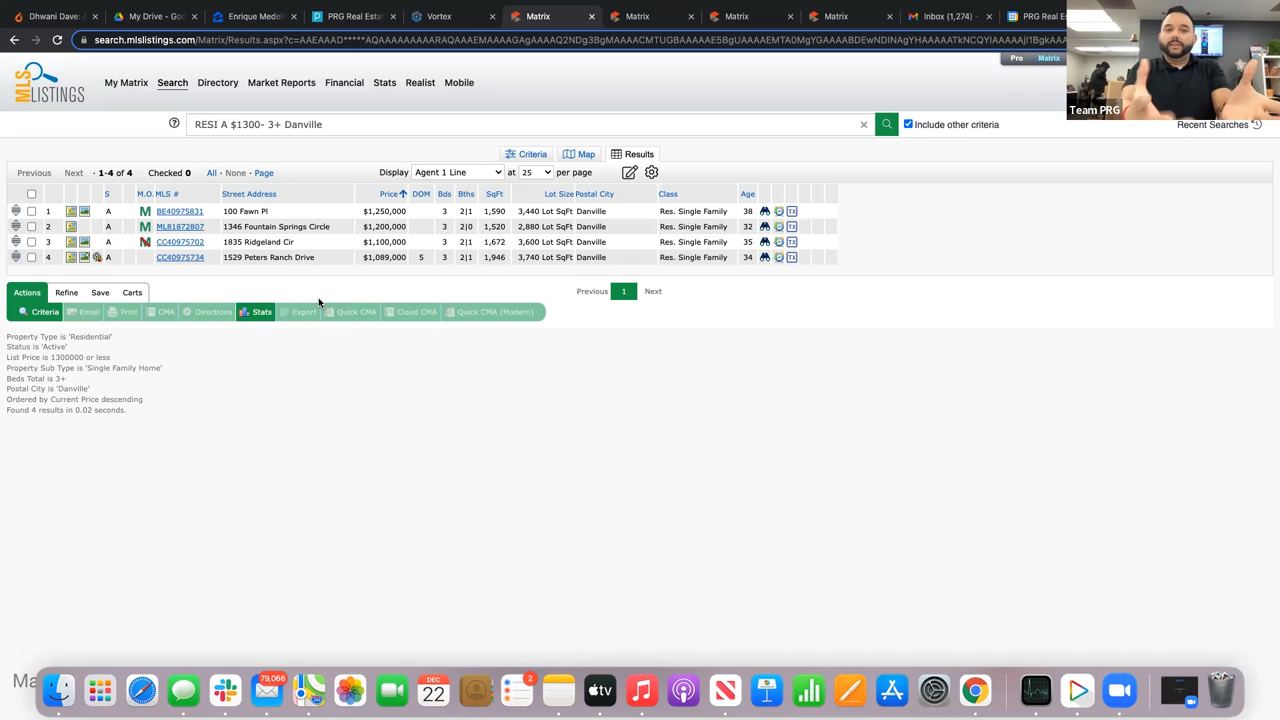 Dhwani Dave:
My Drive - Goo
Enrique Medell
PRG Real Estat
Vortex
Matrix
Matrix
Matrix
Matrix
Inbox (1,274) -
PRG Real E
search.mlslistings.com/Matrix/Results.aspx?c=
Pro Matrix
MLS LISTINGS
My Matrix Search Directory Market Reports Financial Stats Realist Mobile
Team PRG
RESI A $1300- 3+ Danville
Include other criteria
Recent Searches
Criteria Map Results
Previous Next · 1-4 of 4 Checked 0 All · None · Page Display Agent 1 Line at 25 per page
S M.O. MLS # Street Address Price DOM Bds Bths SqFt Lot Size Postal City Class Age
1 A M BE40975831 100 Fawn Pl $1,250,000 3 2|1 1,590 3,440 Lot SqFt Danville Res. Single Family 38 TX
2 A M ML81872807 1346 Fountain Springs Circle $1,200,000 3 2|0 1,520 2,880 Lot SqFt Danville Res. Single Family 32 TX
3 A M CC40975702 1835 Ridgeland Cir $1,100,000 3 2|1 1,672 3,600 Lot SqFt Danville Res. Single Family 35 TX
4 A CC40975734 1529 Peters Ranch Drive $1,089,000 5 3 2|1 1,946 3,740 Lot SqFt Danville Res. Single Family 34 TX
Actions Refine Save Carts
Previous 1 Next
Criteria Email Print CMA Directions Stats Export Quick CMA Cloud CMA Quick CMA (Modern)
Property Type is 'Residential'
Status is 'Active'
List Price is 1300000 or less
Property Sub Type is 'Single Family Home'
Beds Total is 3+
Postal City is 'Danville'
Ordered by Current Price descending
Found 4 results in 0.02 seconds.
Ma
79,066
DEC
22
2
tv